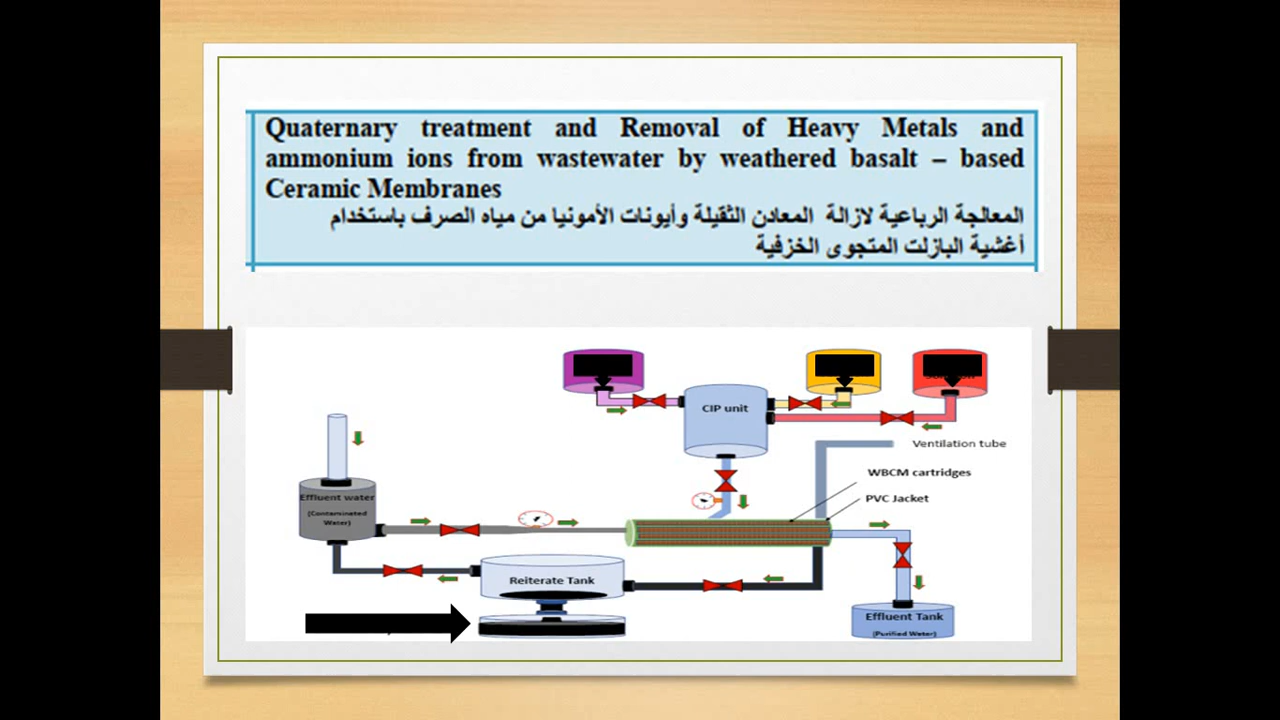 Quaternary treatment and Removal of Heavy Metals and
ammonium ions from wastewater by weathered basalt – based
Ceramic Membranes
المعالجة الرباعية لازالة المعادن الثقيلة وأيونات الأمونيا من مياه الصرف باستخدام
أغشية البازلت المتجوى الخزفية
CIP unit
Ventilation tube
WBCM cartridges
PVC Jacket
Effluent water
(Contaminated
Water)
Reiterate Tank
Effluent Tank
(Purified Water)